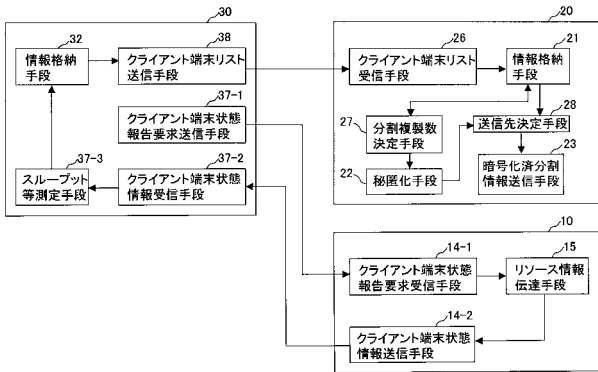 30
32
情報格納
手段
38
クライアント端末リスト
送信手段
37-1
クライアント端末状態
報告要求送信手段
37-3
スループット
等測定手段
37-2
クライアント端末状態
情報受信手段
20
26
クライアント端末リスト
受信手段
21
情報格納
手段
27
分割複製数
決定手段
28
送信先決定手段
22
秘匿化手段
23
暗号化済分割
情報送信手段
10
14-1
クライアント端末状態
報告要求受信手段
15
リソース情報
伝達手段
14-2
クライアント端末状態
情報送信手段